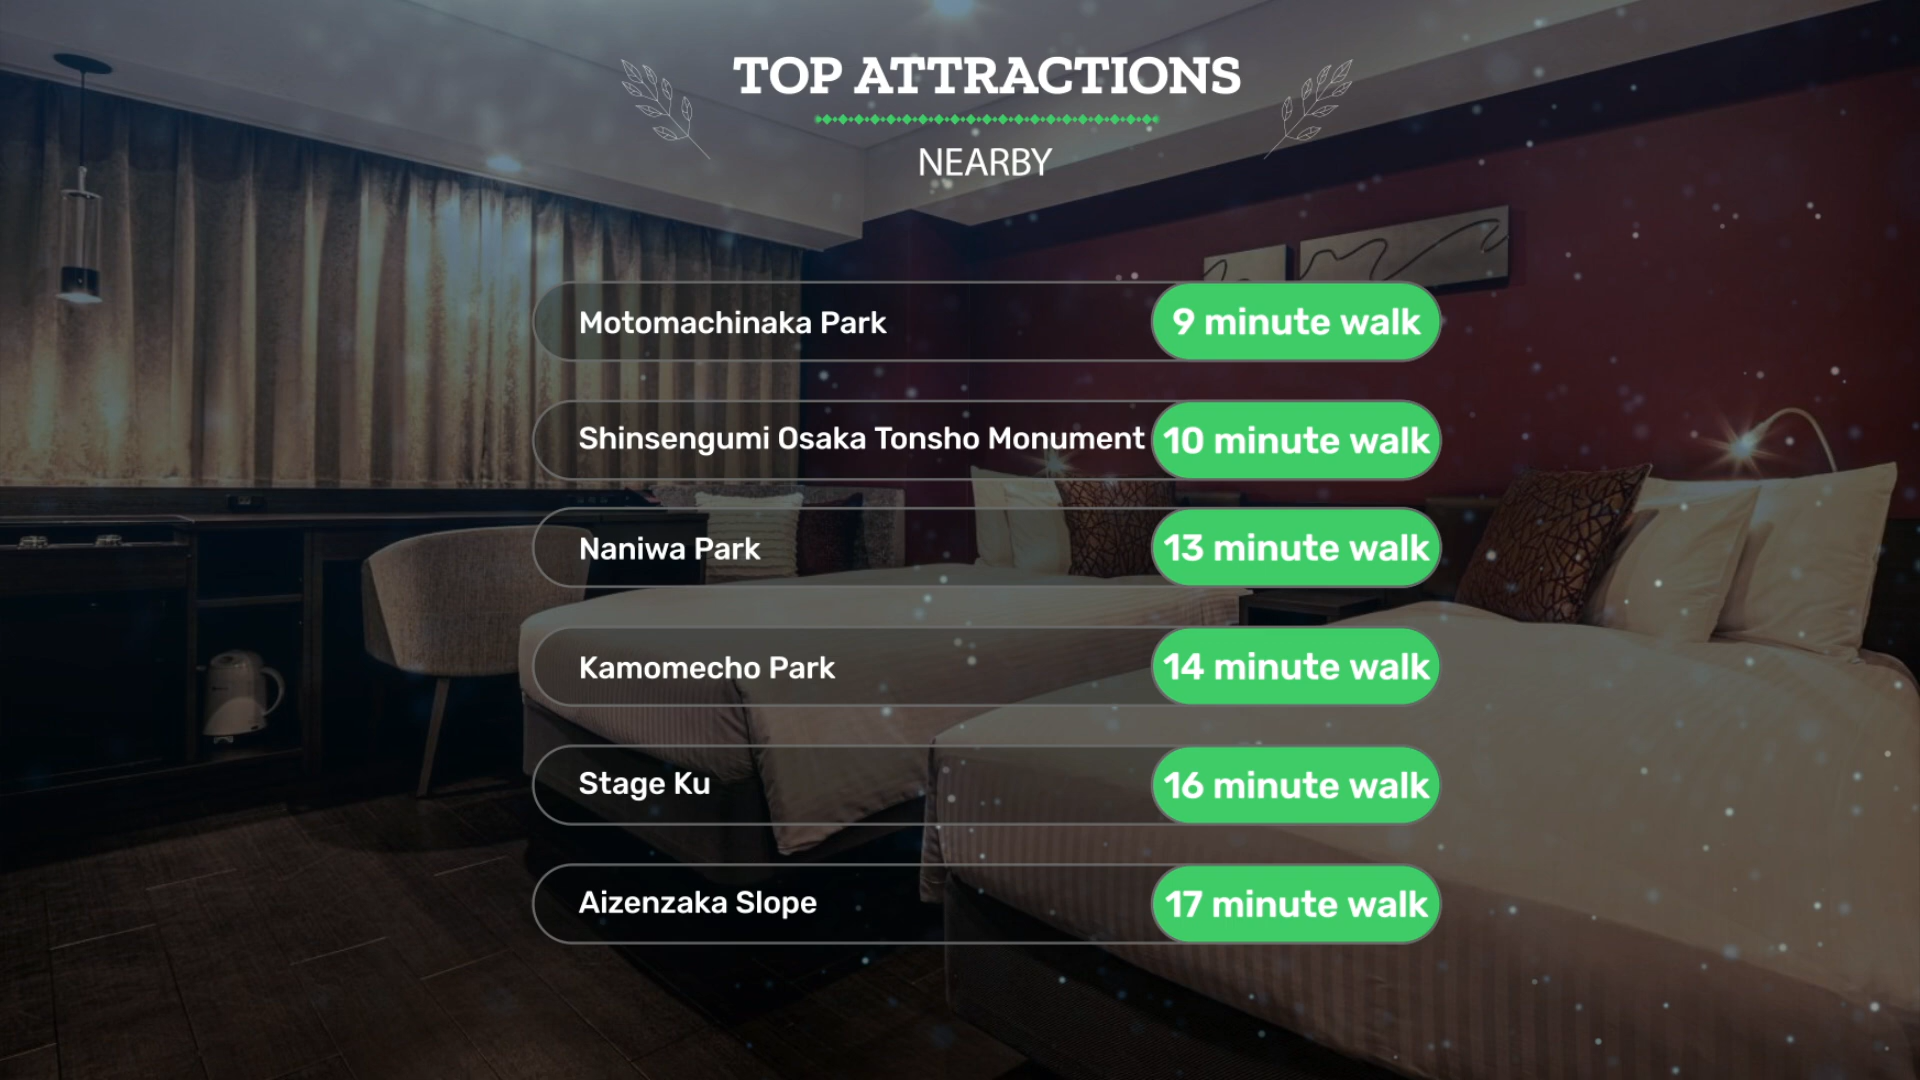 TOP ATTRACTIONS
NEARBY
Motomachinaka Park 9 minute walk
Shinsengumi Osaka Tonsho Monument 10 minute walk
Naniwa Park 13 minute walk
Kamomecho Park 14 minute walk
Stage Ku 16 minute walk
Aizenzaka Slope 17 minute walk